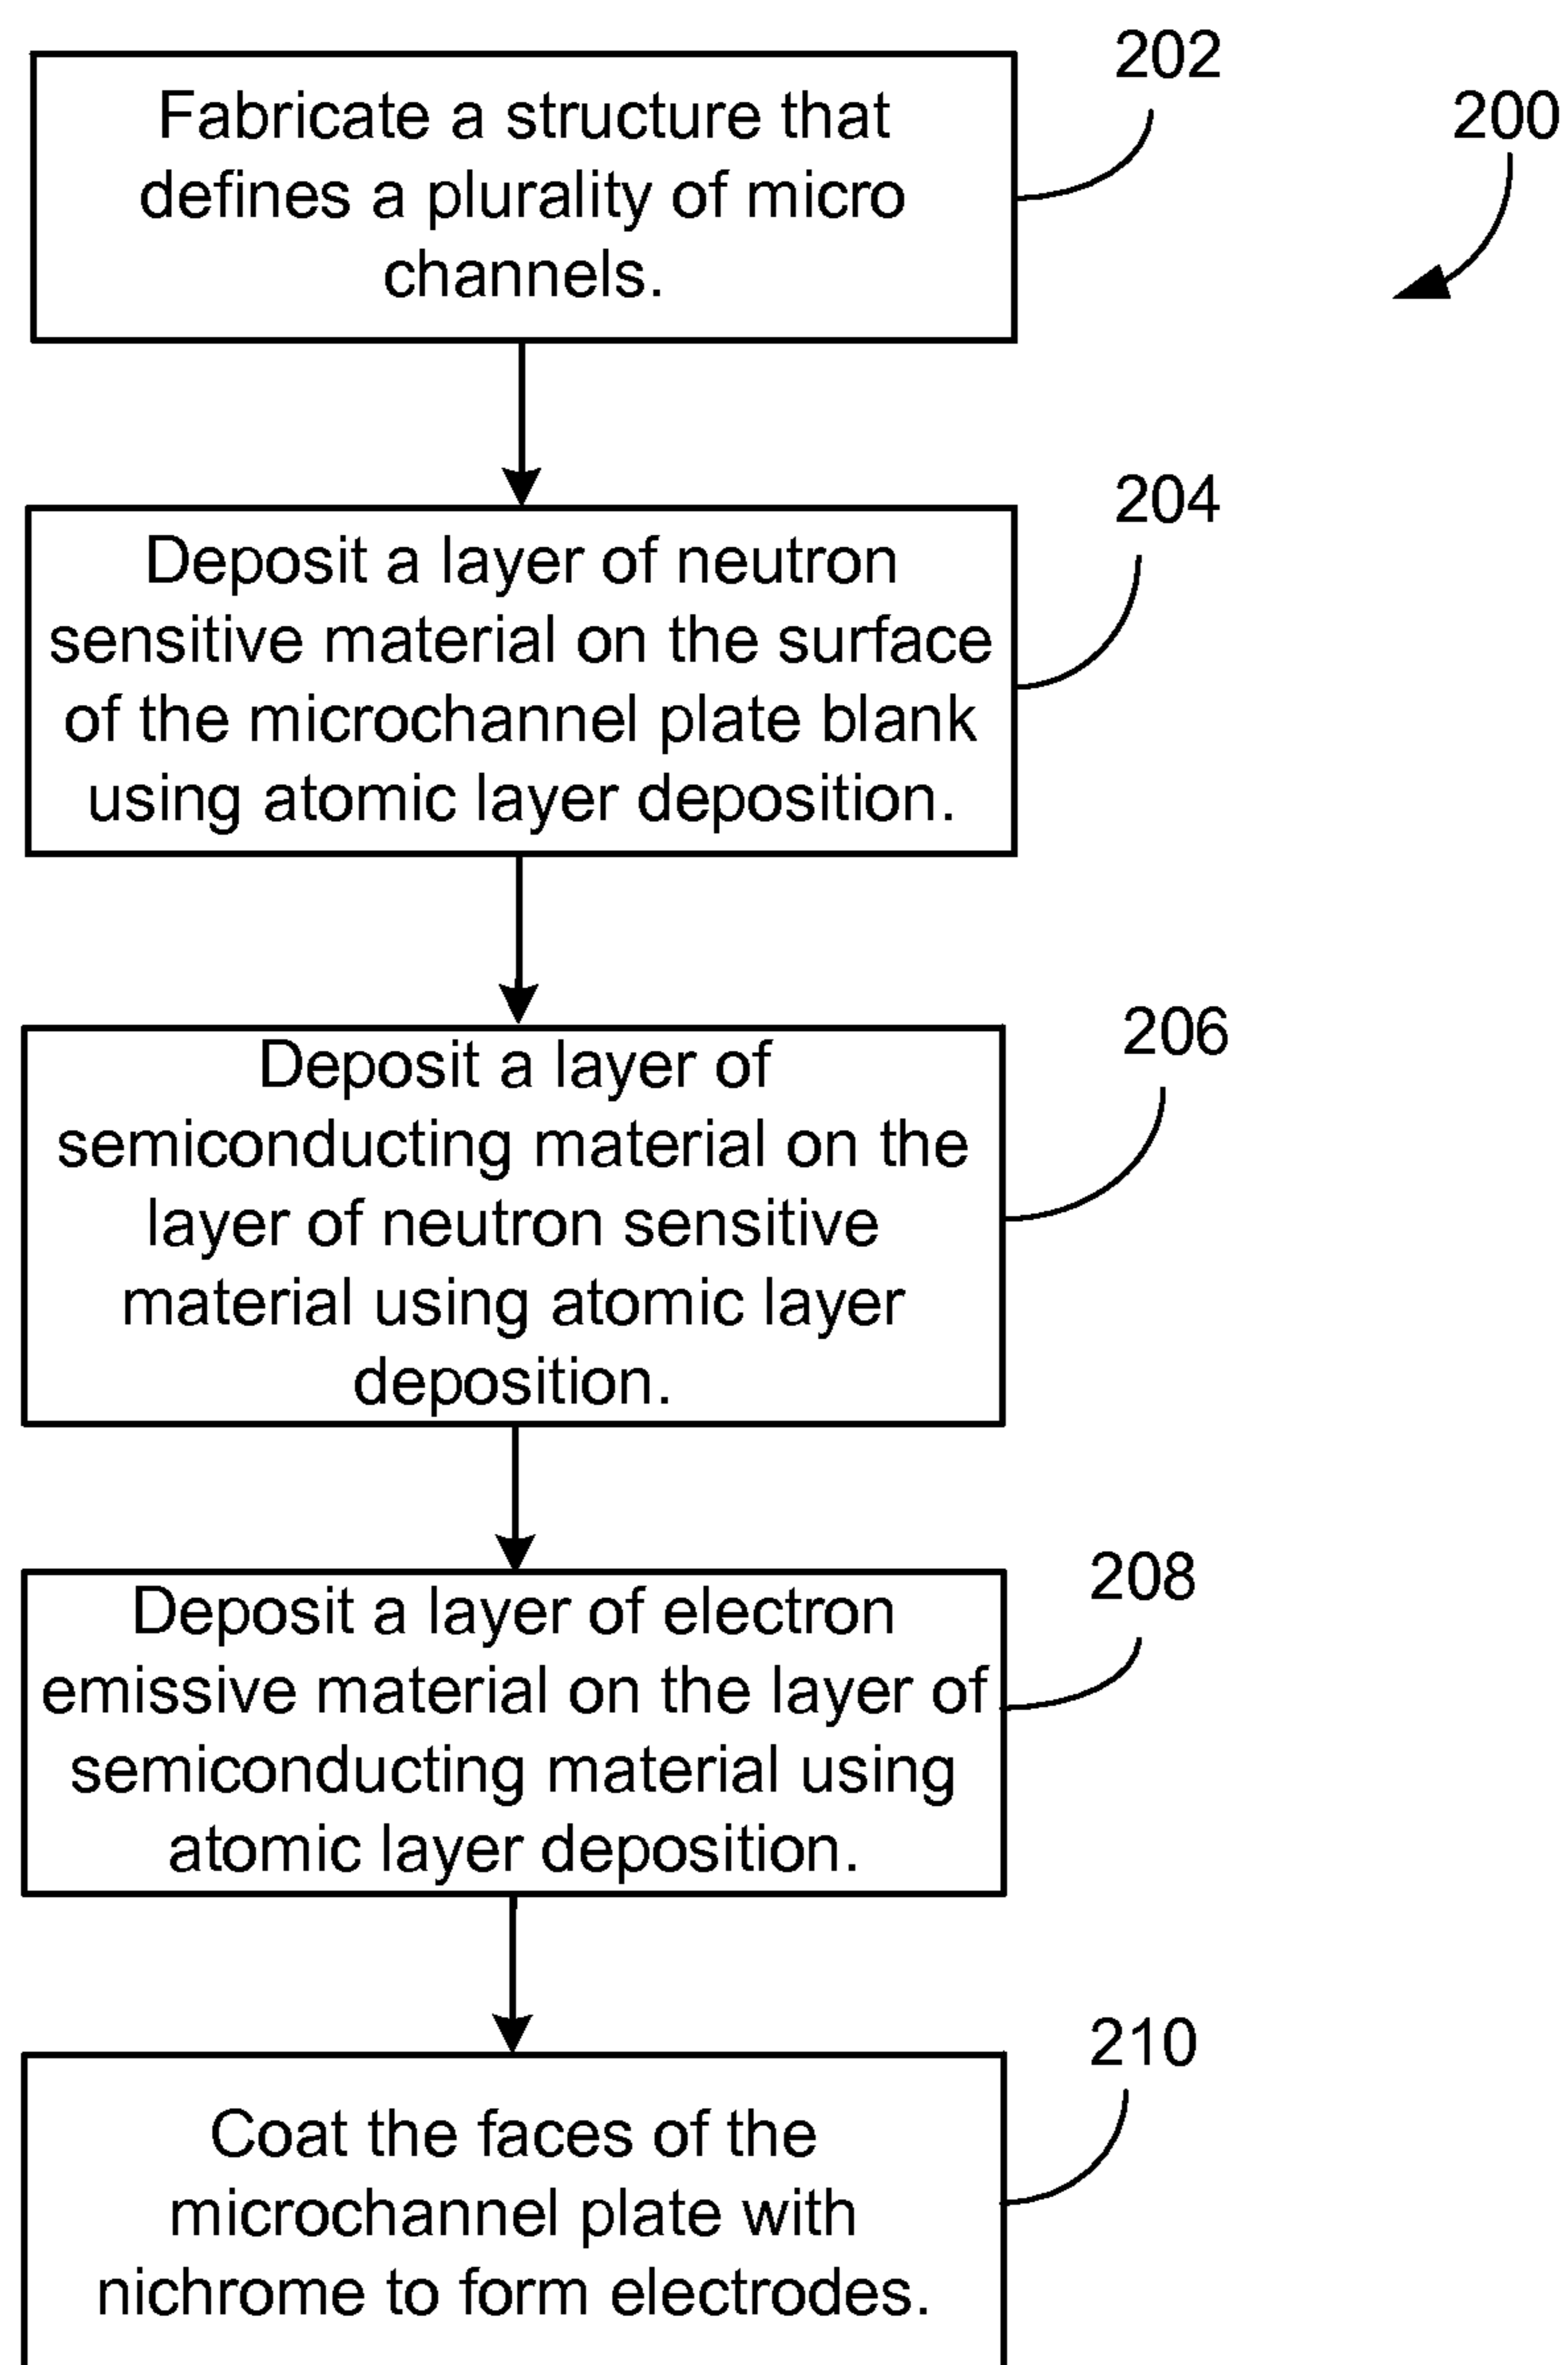 202
200
Fabricate a structure that
defines a plurality of micro
channels.
204
Deposit a layer of neutron
sensitive material on the surface
of the microchannel plate blank
using atomic layer deposition.
206
Deposit a layer of
semiconducting material on the
layer of neutron sensitive
material using atomic layer
deposition.
208
Deposit a layer of electron
emissive material on the layer of
semiconducting material using
atomic layer deposition.
210
Coat the faces of the
microchannel plate with
nichrome to form electrodes.